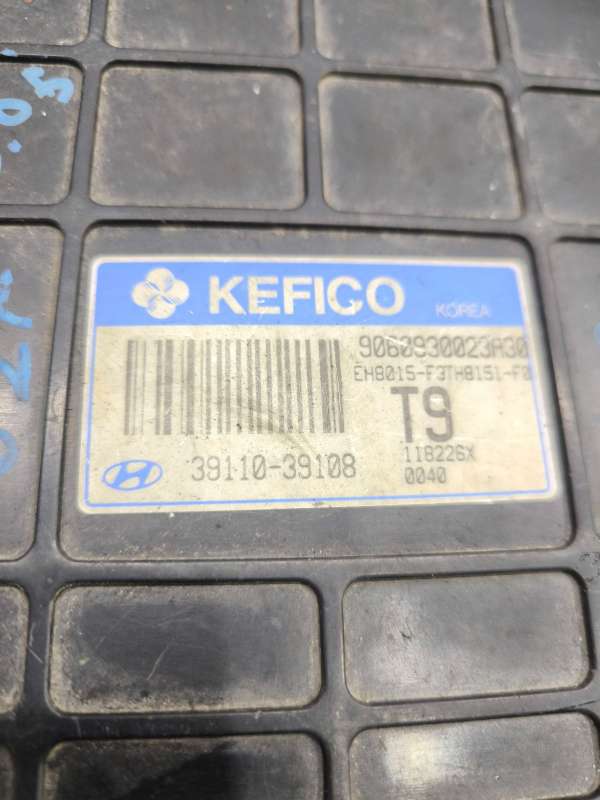 KEFICO
KOREA
9060930023A30
EH8015-F3TH8151-F0
T9
39110-39108
118226X
0040